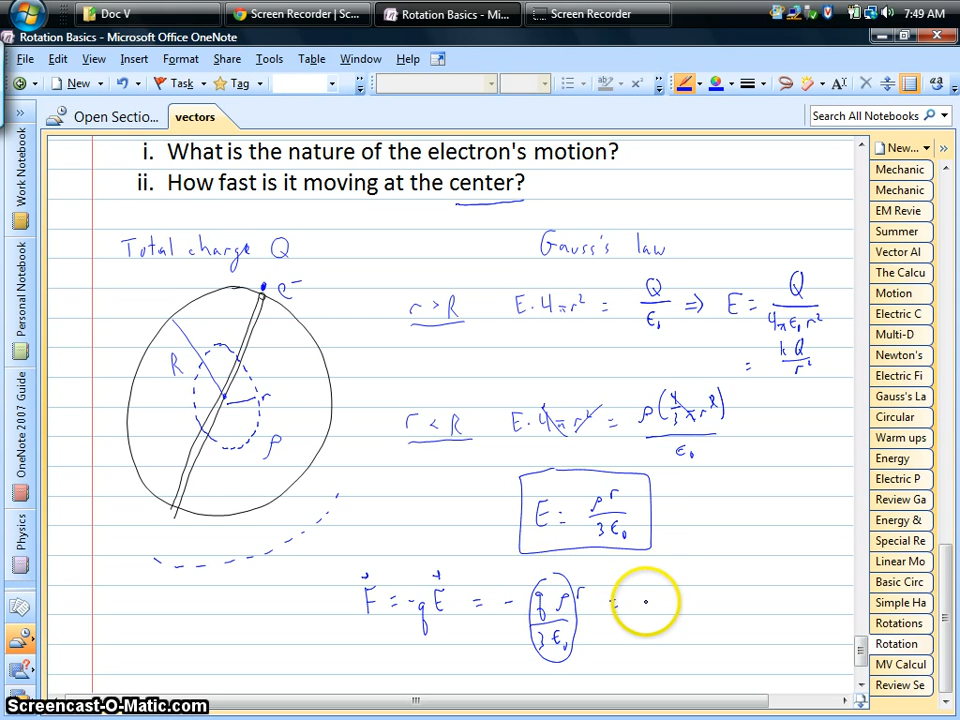 Doc V
Screen Recorder | Sc...
Rotation Basics - Mi...
Screen Recorder
7:49 AM
Rotation Basics - Microsoft Office OneNote
File Edit View Insert Format Share Tools Table Window Help
New Task Tag
Open Sectio... vectors
Search All Notebooks
New...
Work Notebook
Personal Notebook
OneNote 2007 Guide
Physics
i. What is the nature of the electron's motion?
ii. How fast is it moving at the center?
Total charge Q
Gauss's law
e⁻
R
r
ρ
r > R E·4πr² = Q/ε₀ ⇒ E = Q/4πε₀r²
= kQ/r²
r < R E·4πr² = ρ(4/3 πr³)/ε₀
E = ρr/3ε₀
F⃗ = -qE⃗ = - qρ/3ε₀ r =
Mechanic
Mechanic
EM Revie
Summer
Vector Al
The Calcu
Motion
Electric C
Multi-D
Newton's
Electric Fi
Gauss's La
Circular
Warm ups
Energy
Electric P
Review Ga
Energy &
Special Re
Linear Mo
Basic Circ
Simple Ha
Rotations
Rotation
MV Calcul
Review Se
Screencast-O-Matic.com